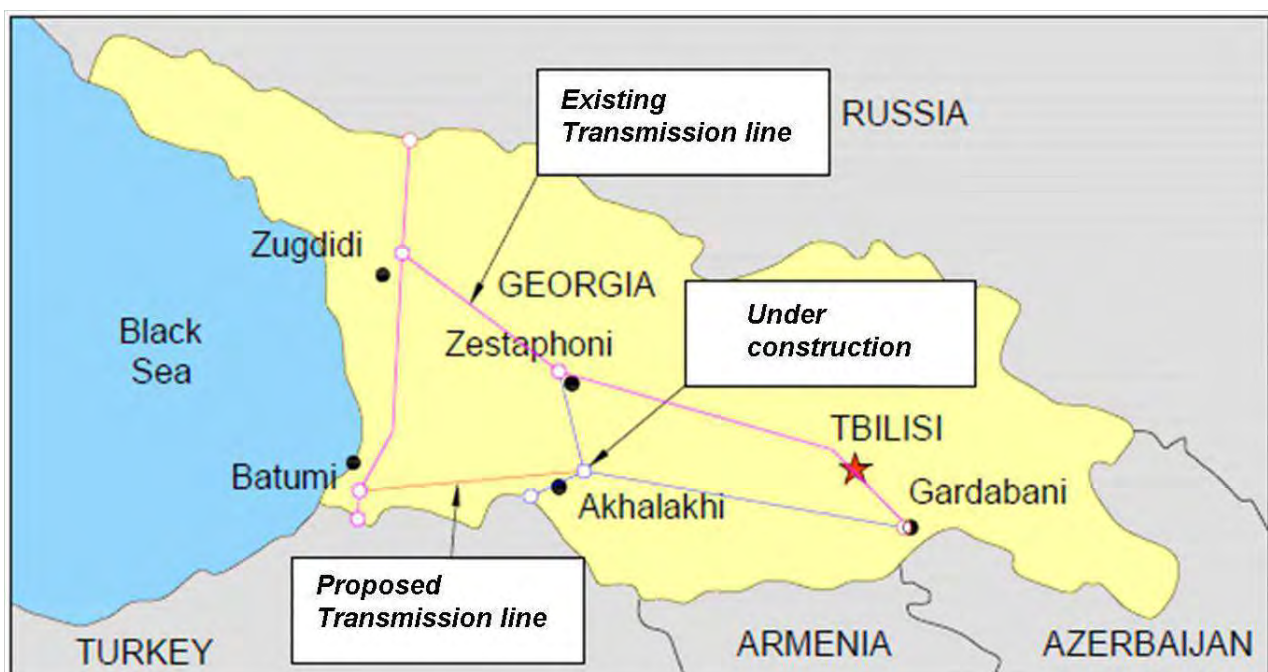 Existing
Transmission line
RUSSIA
Zugdidi
GEORGIA
Under
construction
Black
Sea
Zestaphoni
TBILISI
Batumi
Akhalakhi
Gardabani
Proposed
Transmission line
TURKEY
ARMENIA
AZERBAIJAN